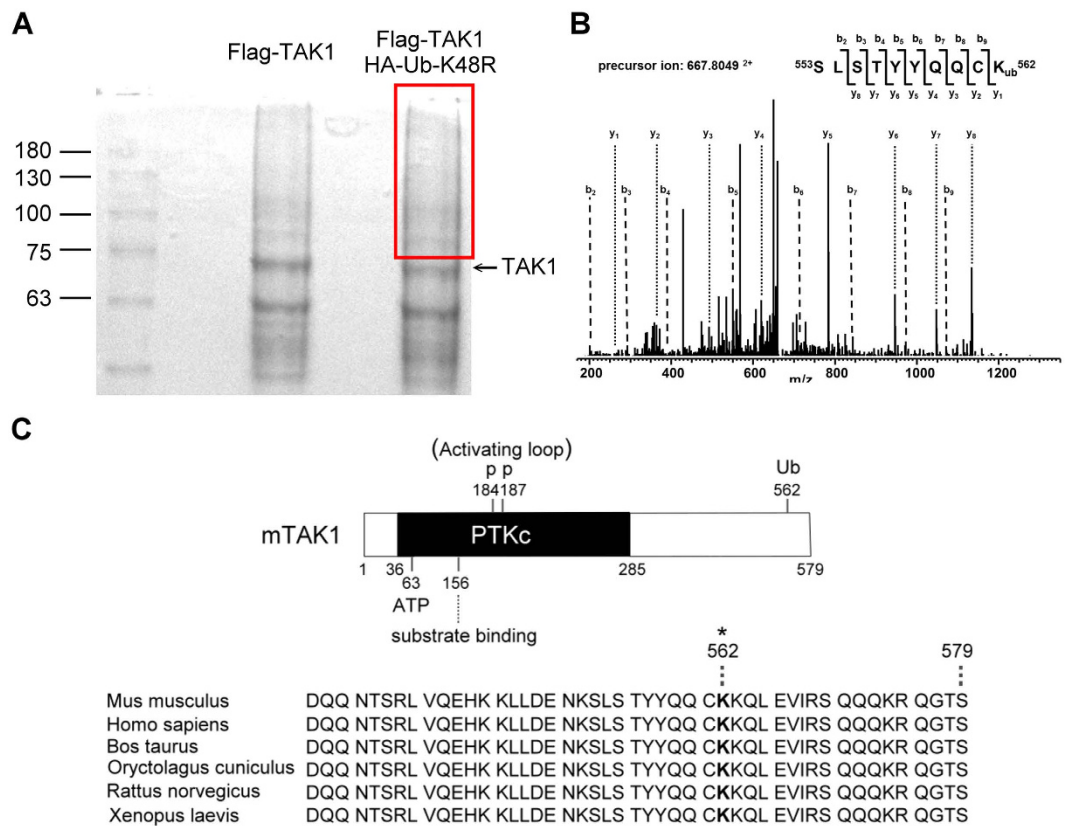 A
Flag-TAK1
Flag-TAK1
HA-Ub-K48R
180
130
100
75
63
TAK1
B
precursor ion: 667.8049 2+
b2 b3 b4 b5 b6 b7 b8 b9
553S L S T Y Y Q Q C Kub562
y8 y7 y6 y5 y4 y3 y2 y1
y1 y2 y3 y4 y5 y6 y7 y8
b2 b3 b4 b5 b6 b7 b8 b9
200 400 600 800 1000 1200
m/z
C
(Activating loop)
p p
184 187
Ub
562
mTAK1
PTKc
1 36 285 579
63 156
ATP
substrate binding
*
562 579
Mus musculus DQQ NTSRL VQEHK KLLDE NKSLS TYYQQ CKKQL EVIRS QQQKR QGTS
Homo sapiens DQQ NTSRL VQEHK KLLDE NKSLS TYYQQ CKKQL EVIRS QQQKR QGTS
Bos taurus DQQ NTSRL VQEHK KLLDE NKSLS TYYQQ CKKQL EVIRS QQQKR QGTS
Oryctolagus cuniculus DQQ NTSRL VQEHK KLLDE NKSLS TYYQQ CKKQL EVIRS QQQKR QGTS
Rattus norvegicus DQQ NTSRL VQEHK KLLDE NKSLS TYYQQ CKKQL EVIRS QQQKR QGTS
Xenopus laevis DQQ NTSRL VQEHK KLLDE NKSLS TYYQQ CKKQL EVIRS QQQKR QGTS